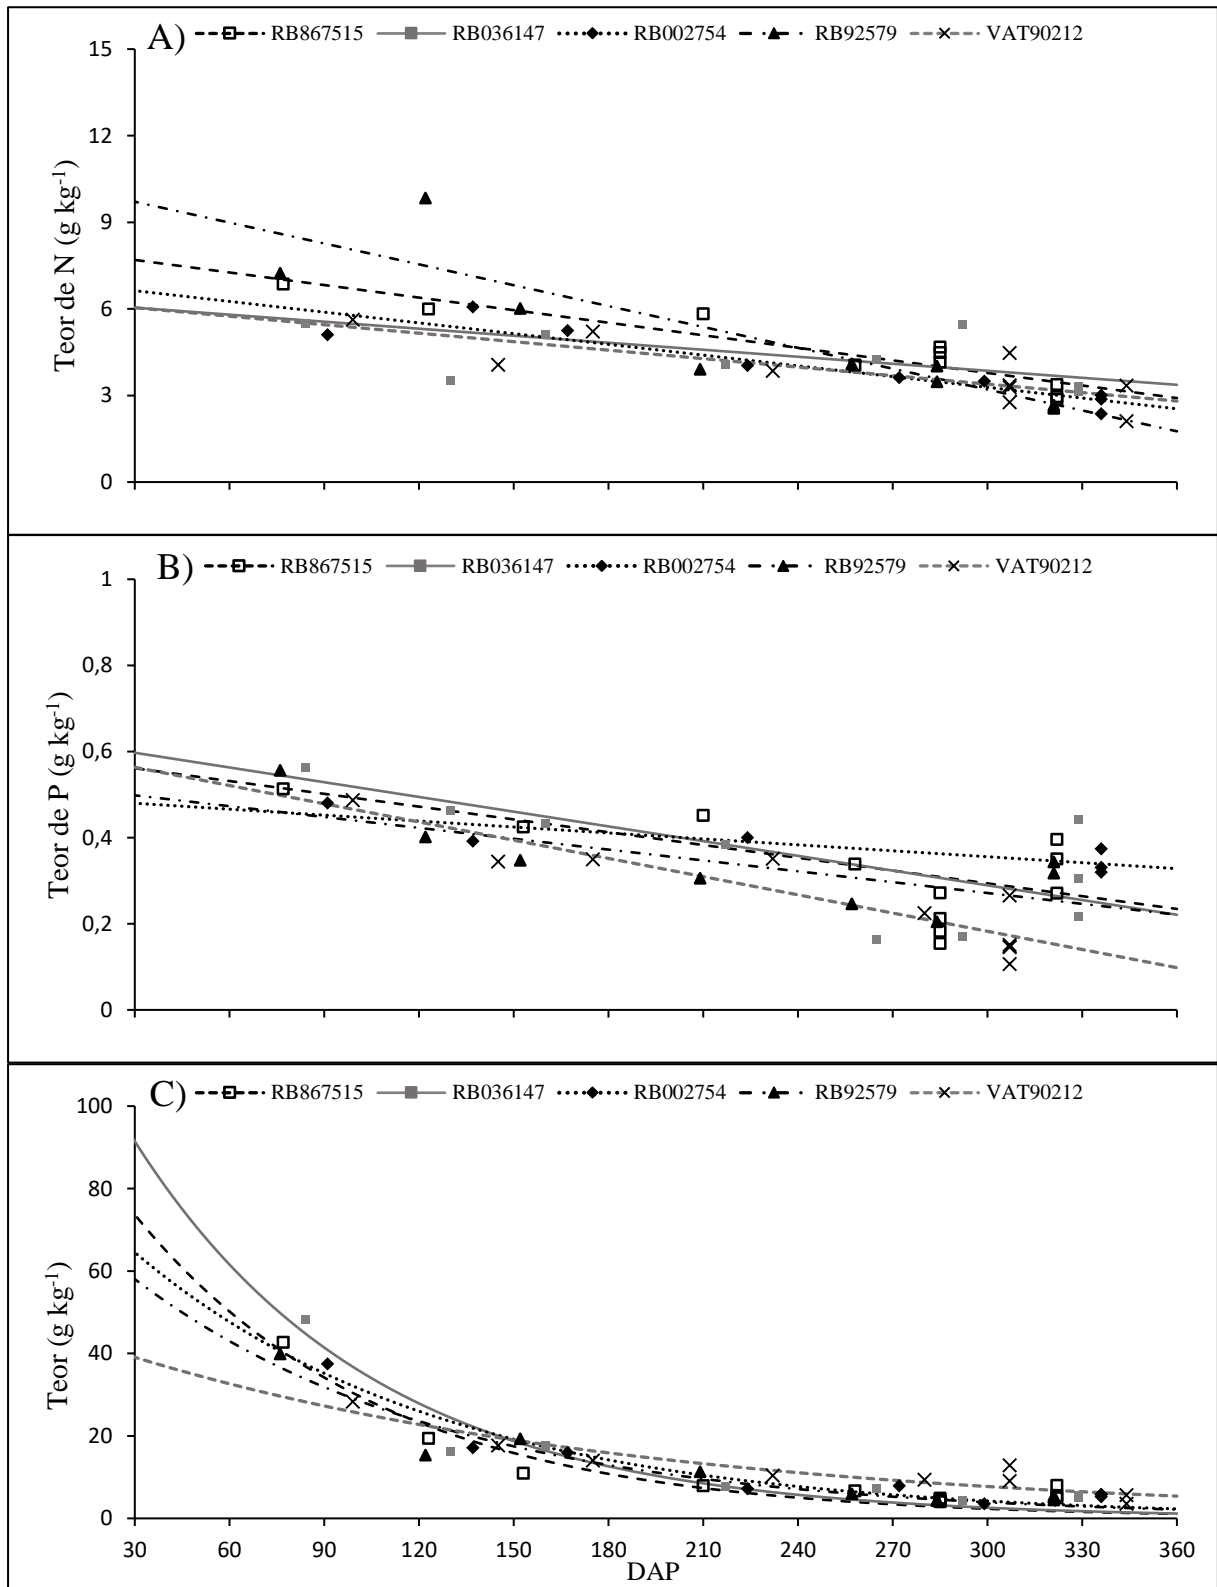 A) RB867515 RB036147 RB002754 RB92579 VAT90212
15
12
9
6
3
0
Teor de N (g kg⁻¹)
B) RB867515 RB036147 RB002754 RB92579 VAT90212
1
0,8
0,6
0,4
0,2
0
Teor de P (g kg⁻¹)
C) RB867515 RB036147 RB002754 RB92579 VAT90212
100
80
60
40
20
0
Teor (g kg⁻¹)
30 60 90 120 150 180 210 240 270 300 330 360
DAP